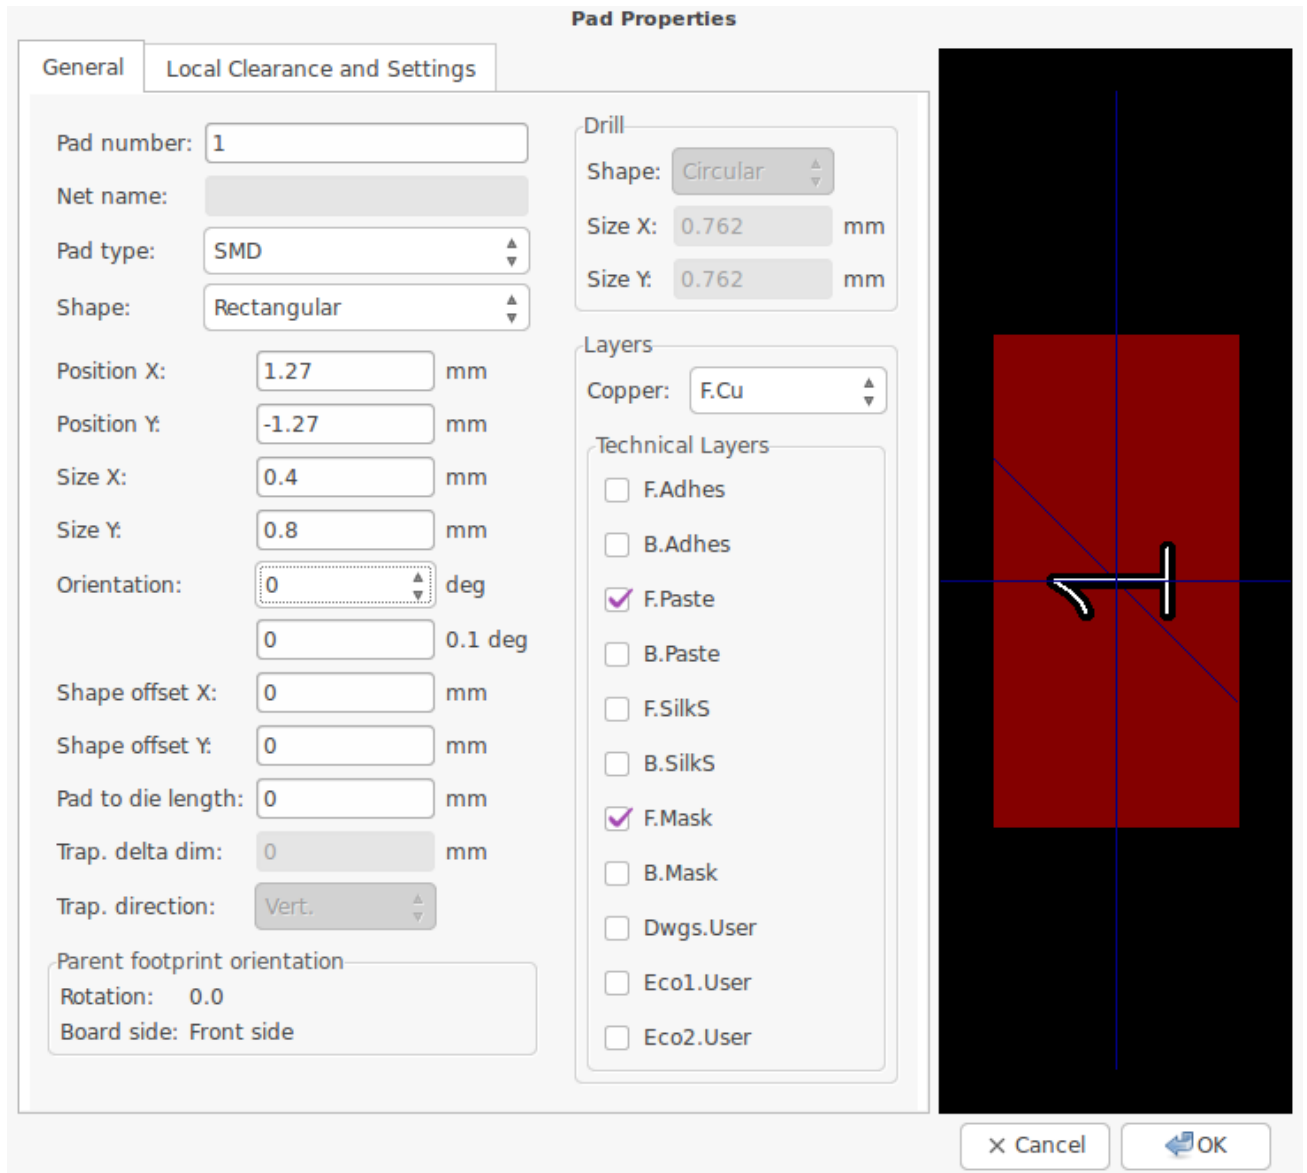 Pad Properties
General
Local Clearance and Settings
Pad number: 1
Net name:
Pad type: SMD
Shape: Rectangular
Position X: 1.27 mm
Position Y: -1.27 mm
Size X: 0.4 mm
Size Y: 0.8 mm
Orientation: 0 deg
0 0.1 deg
Shape offset X: 0 mm
Shape offset Y: 0 mm
Pad to die length: 0 mm
Trap. delta dim: 0 mm
Trap. direction: Vert.
Parent footprint orientation
Rotation: 0.0
Board side: Front side
Drill
Shape: Circular
Size X: 0.762 mm
Size Y: 0.762 mm
Layers
Copper: F.Cu
Technical Layers
F.Adhes
B.Adhes
F.Paste
B.Paste
F.SilkS
B.SilkS
F.Mask
B.Mask
Dwgs.User
Eco1.User
Eco2.User
1
Cancel
OK